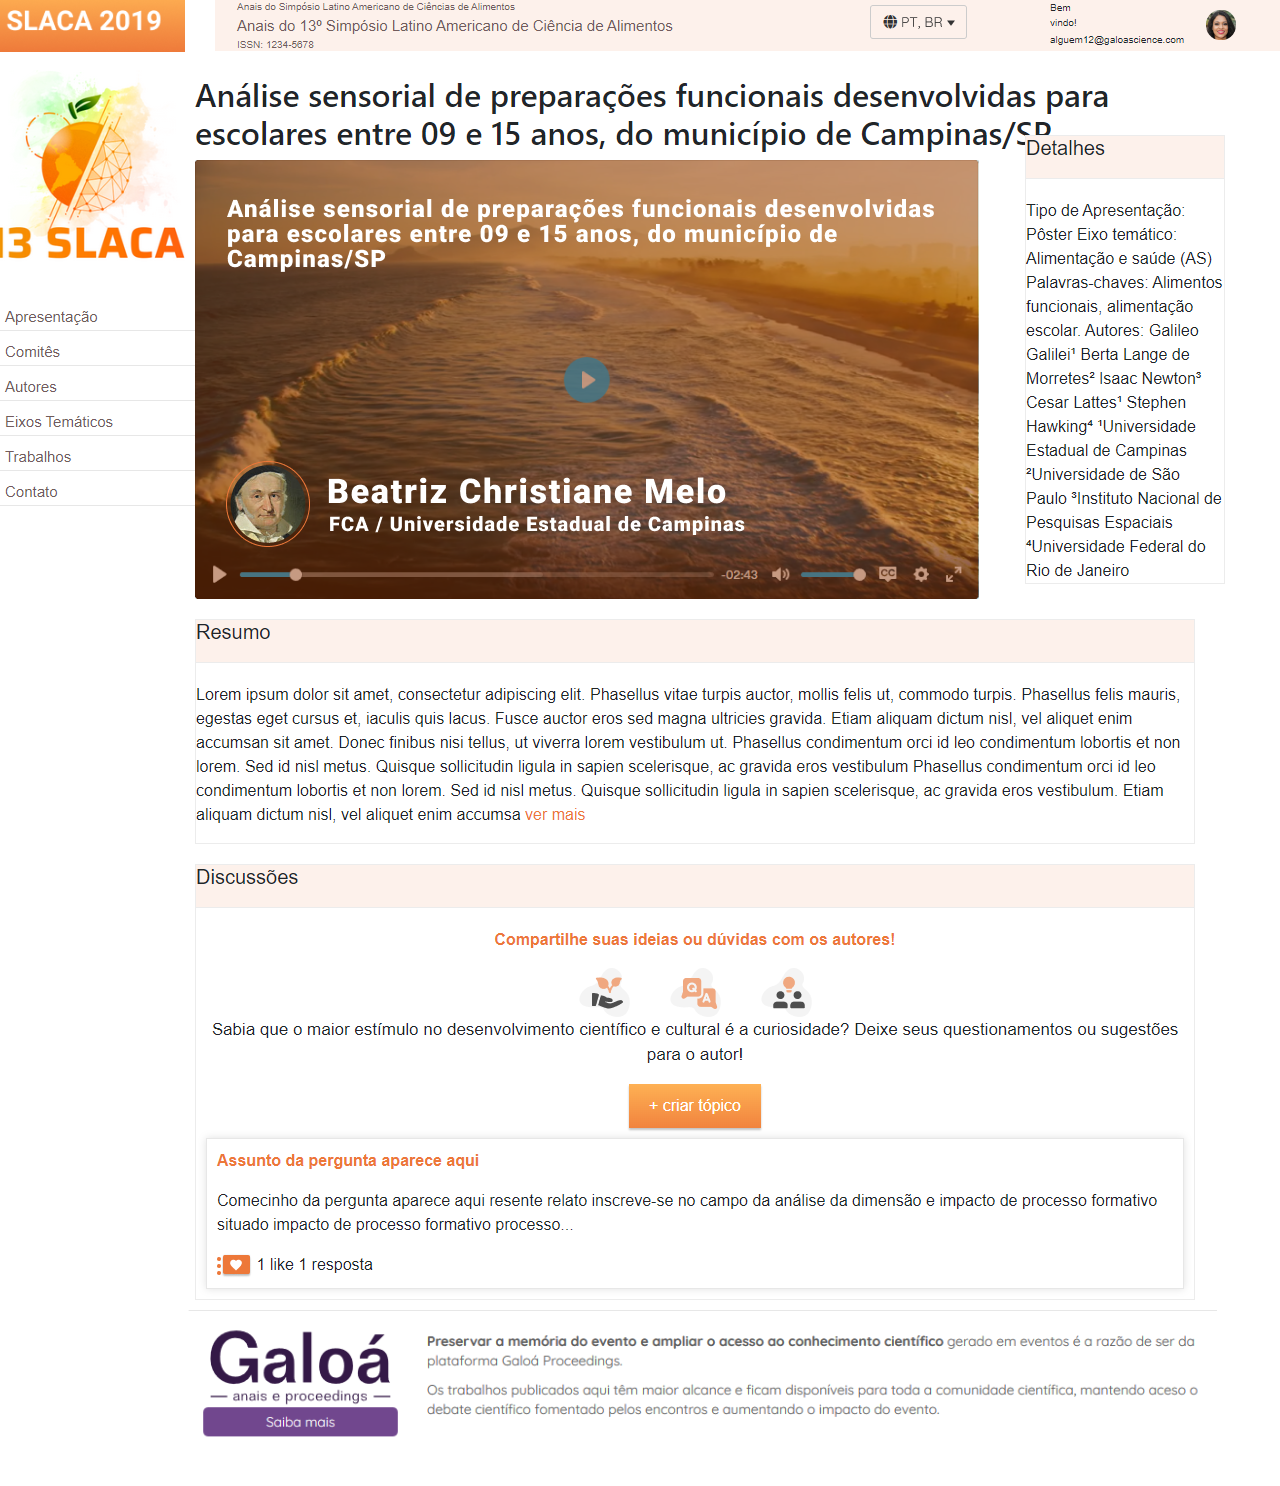 SLACA 2019
Anais do Simpósio Latino Americano de Ciências de Alimentos
Anais do 13º Simpósio Latino Americano de Ciência de Alimentos
ISSN: 1234-5678
PT, BR
Bem
vindo!
alguem12@galoascience.com
13 SLACA
Apresentação
Comitês
Autores
Eixos Temáticos
Trabalhos
Contato
Análise sensorial de preparações funcionais desenvolvidas para
escolares entre 09 e 15 anos, do município de Campinas/SP
Análise sensorial de preparações funcionais desenvolvidas
para escolares entre 09 e 15 anos, do município de
Campinas/SP
Beatriz Christiane Melo
FCA / Universidade Estadual de Campinas
-02:43
CC
Detalhes
Tipo de Apresentação:
Pôster Eixo temático:
Alimentação e saúde (AS)
Palavras-chaves: Alimentos
funcionais, alimentação
escolar. Autores: Galileo
Galilei¹ Berta Lange de
Morretes² Isaac Newton³
Cesar Lattes¹ Stephen
Hawking⁴ ¹Universidade
Estadual de Campinas
²Universidade de São
Paulo ³Instituto Nacional de
Pesquisas Espaciais
⁴Universidade Federal do
Rio de Janeiro
Resumo
Lorem ipsum dolor sit amet, consectetur adipiscing elit. Phasellus vitae turpis auctor, mollis felis ut, commodo turpis. Phasellus felis mauris,
egestas eget cursus et, iaculis quis lacus. Fusce auctor eros sed magna ultricies gravida. Etiam aliquam dictum nisl, vel aliquet enim
accumsan sit amet. Donec finibus nisi tellus, ut viverra lorem vestibulum ut. Phasellus condimentum orci id leo condimentum lobortis et non
lorem. Sed id nisl metus. Quisque sollicitudin ligula in sapien scelerisque, ac gravida eros vestibulum Phasellus condimentum orci id leo
condimentum lobortis et non lorem. Sed id nisl metus. Quisque sollicitudin ligula in sapien scelerisque, ac gravida eros vestibulum. Etiam
aliquam dictum nisl, vel aliquet enim accumsa ver mais
Discussões
Compartilhe suas ideias ou dúvidas com os autores!
Q A
Sabia que o maior estímulo no desenvolvimento científico e cultural é a curiosidade? Deixe seus questionamentos ou sugestões
para o autor!
+ criar tópico
Assunto da pergunta aparece aqui
Comecinho da pergunta aparece aqui resente relato inscreve-se no campo da análise da dimensão e impacto de processo formativo
situado impacto de processo formativo processo...
1 like 1 resposta
Galoá
anais e proceedings
Saiba mais
Preservar a memória do evento e ampliar o acesso ao conhecimento científico gerado em eventos é a razão de ser da
plataforma Galoá Proceedings.
Os trabalhos publicados aqui têm maior alcance e ficam disponíveis para toda a comunidade científica, mantendo aceso o
debate científico fomentado pelos encontros e aumentando o impacto do evento.